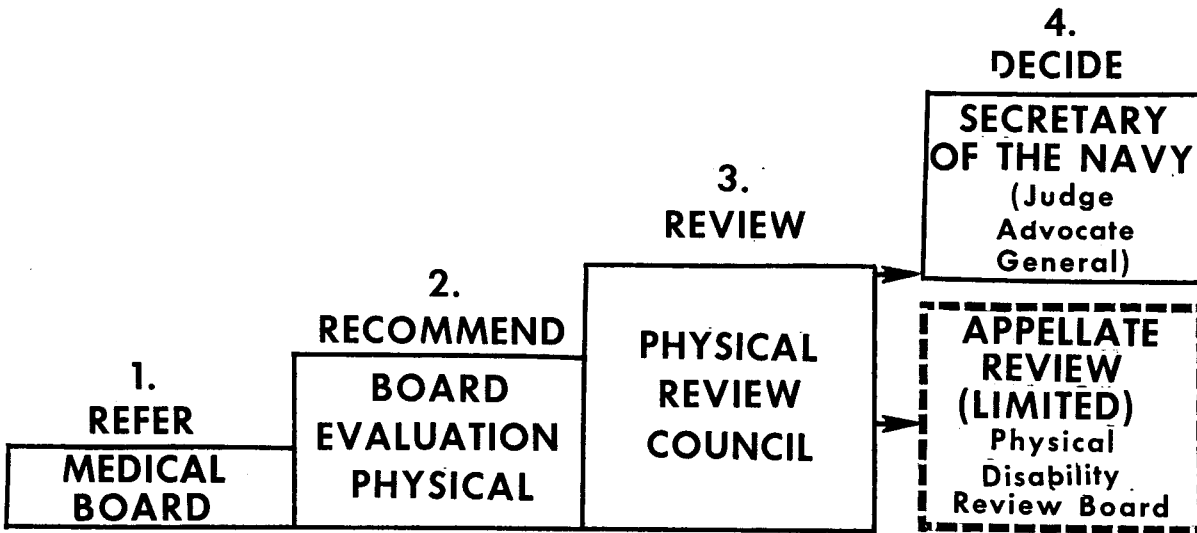 1.
REFER
MEDICAL
BOARD
2.
RECOMMEND
BOARD
EVALUATION
PHYSICAL
3.
REVIEW
PHYSICAL
REVIEW
COUNCIL
4.
DECIDE
SECRETARY
OF THE NAVY
(Judge
Advocate
General)
APPELLATE
REVIEW
(LIMITED)
Physical
Disability
Review Board